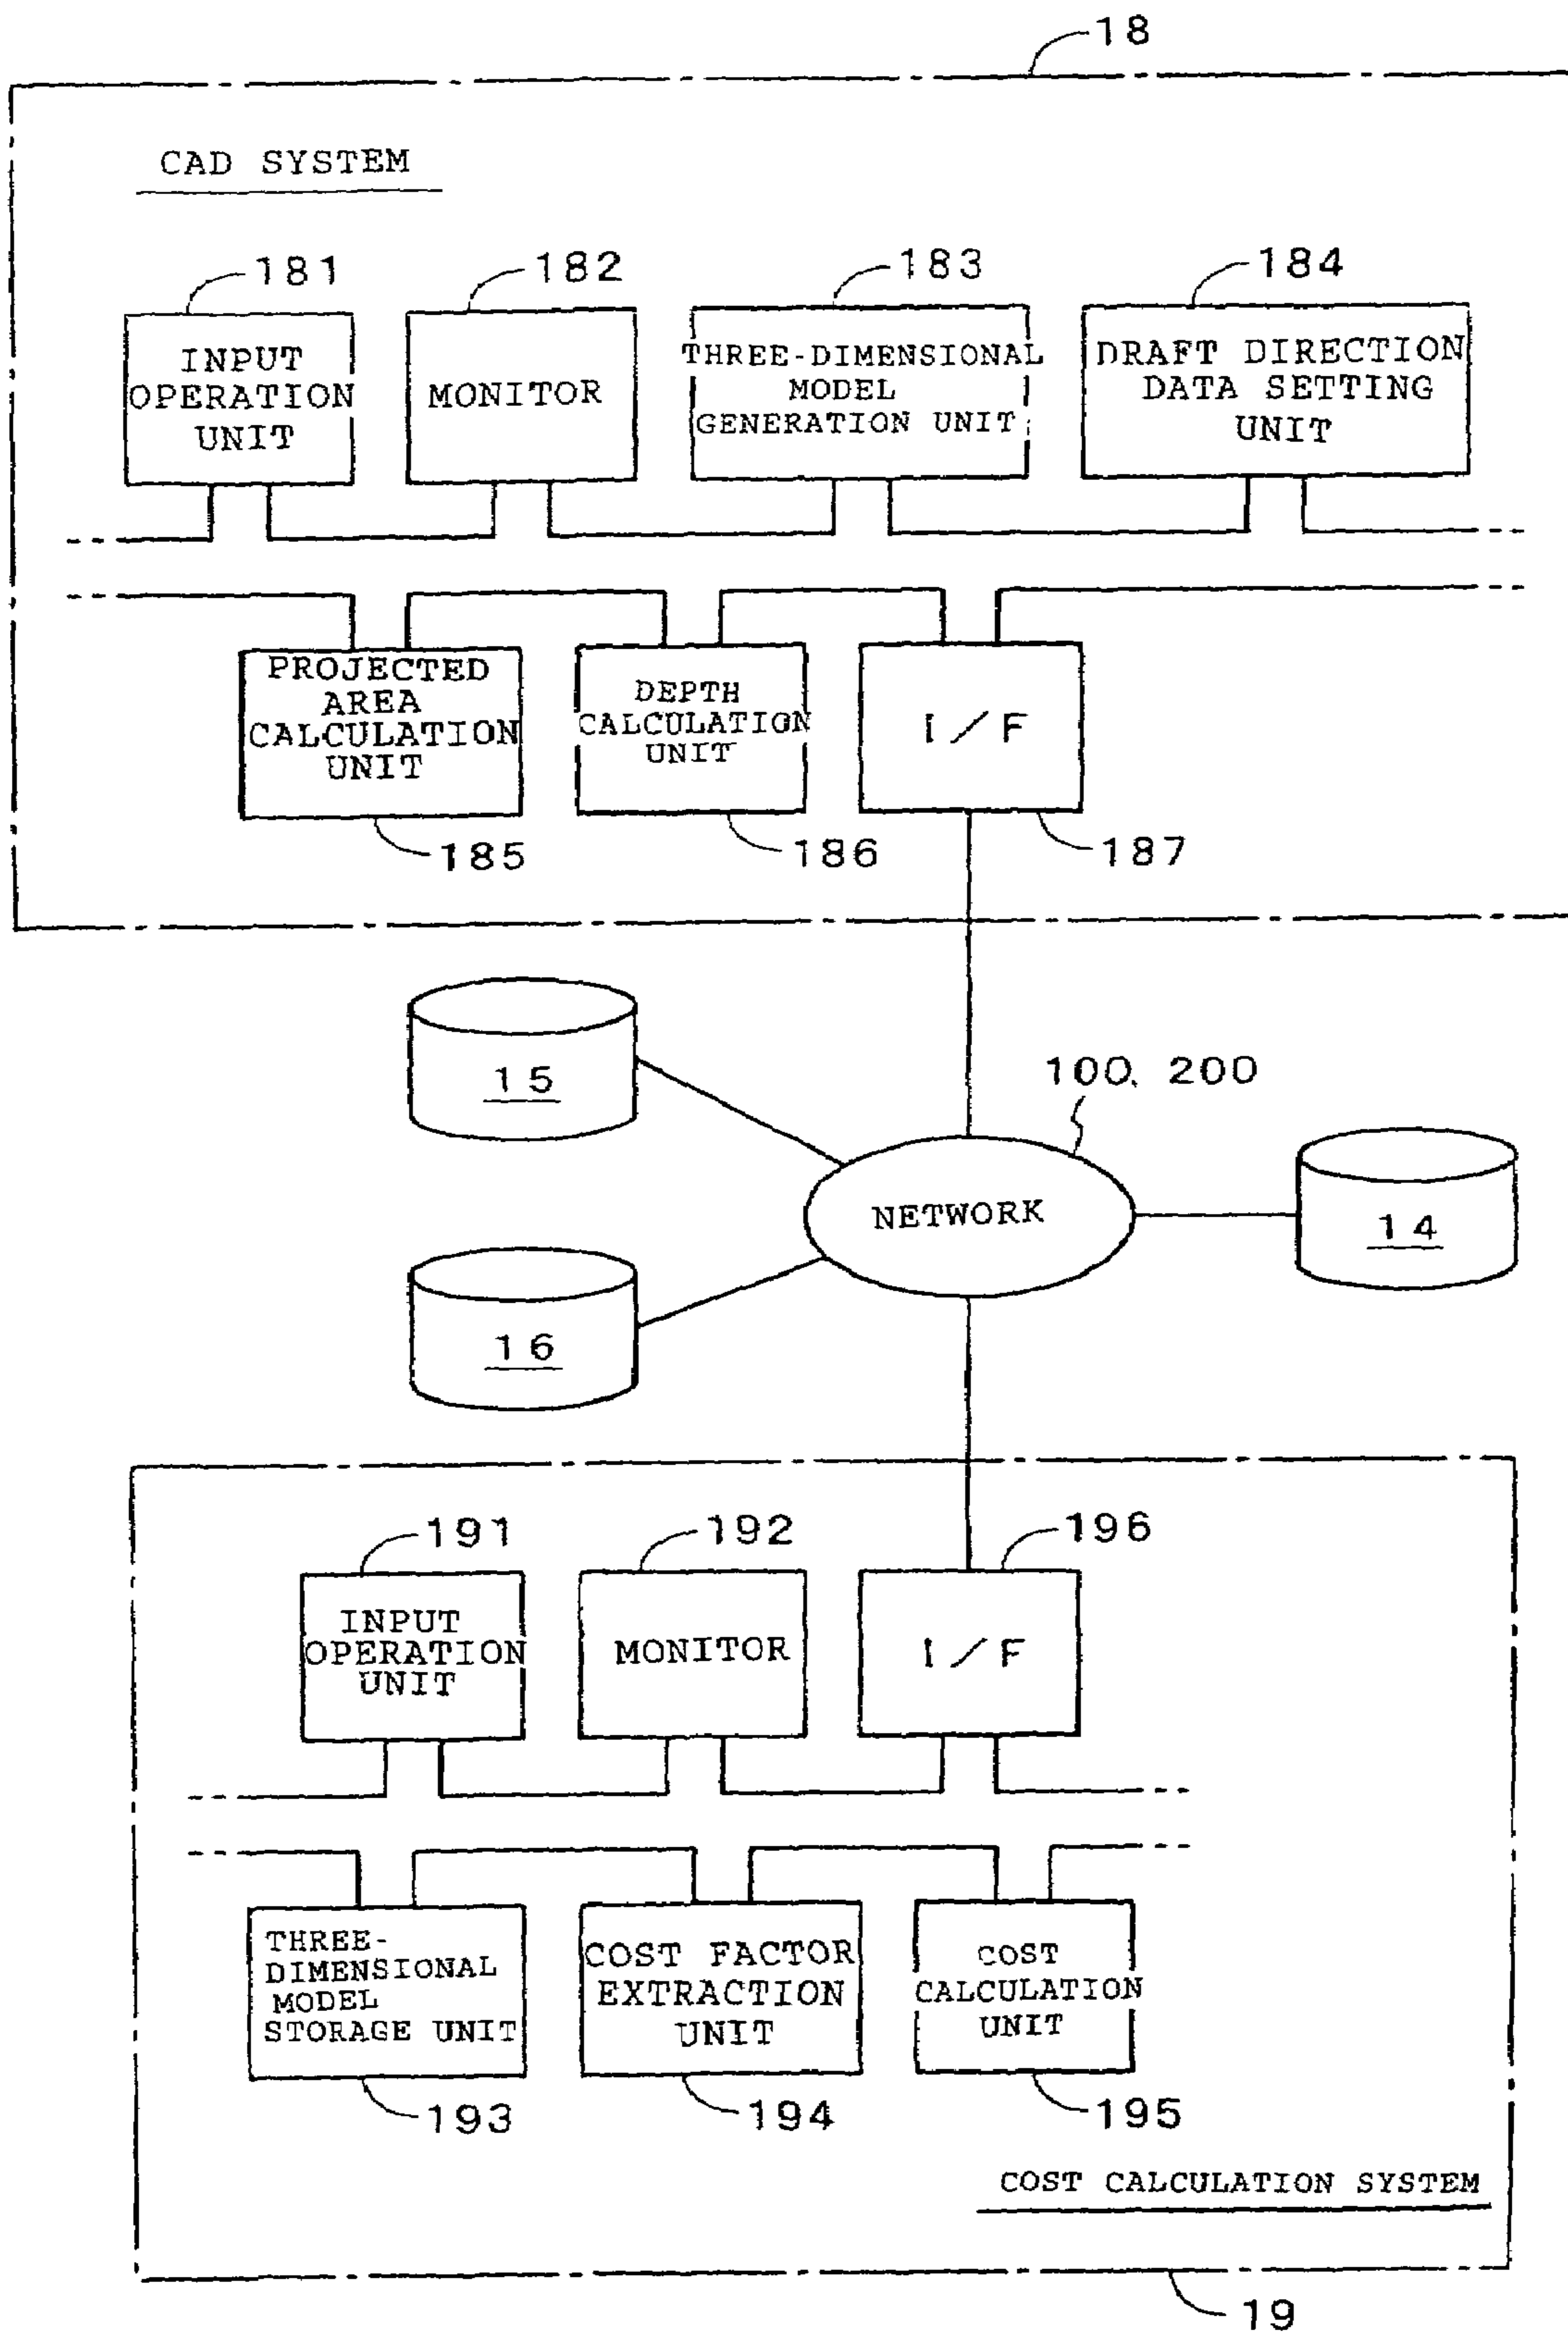 18
CAD SYSTEM
181
182
183
184
INPUT
OPERATION
UNIT
MONITOR
THREE-DIMENSIONAL
MODEL
GENERATION UNIT
DRAFT DIRECTION
DATA SETTING
UNIT
PROJECTED
AREA
CALCULATION
UNIT
DEPTH
CALCULATION
UNIT
I/F
185
186
187
15
100, 200
NETWORK
14
16
191
192
196
INPUT
OPERATION
UNIT
MONITOR
I/F
THREE-
DIMENSIONAL
MODEL
STORAGE UNIT
COST FACTOR
EXTRACTION
UNIT
COST
CALCULATION
UNIT
193
194
195
COST CALCULATION SYSTEM
19